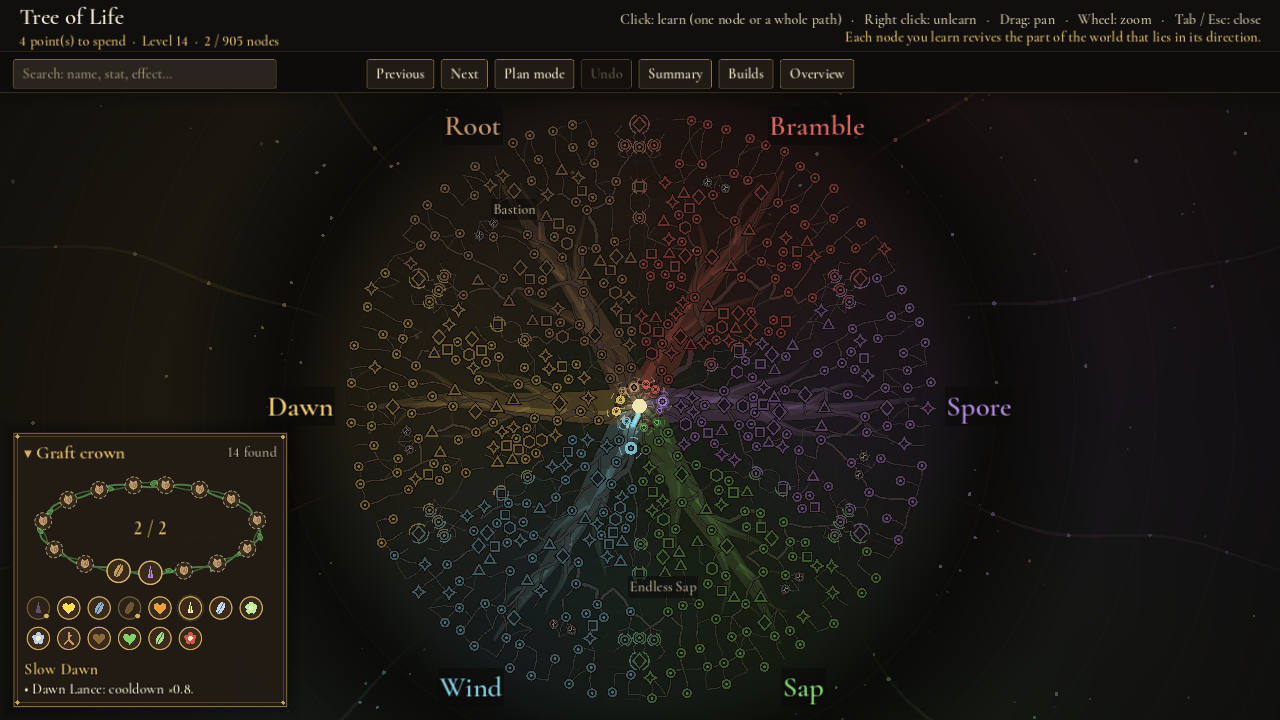 Tree of Life
4 point(s) to spend · Level 14 · 2 / 905 nodes
Click: learn (one node or a whole path) · Right click: unlearn · Drag: pan · Wheel: zoom · Tab / Esc: close
Each node you learn revives the part of the world that lies in its direction.
Search: name, stat, effect...
Previous
Next
Plan mode
Undo
Summary
Builds
Overview
Root
Bramble
Bastion
Dawn
Spore
▾ Graft crown
14 found
2 / 2
Endless Sap
Slow Dawn
• Dawn Lance: cooldown ×0.8.
Wind
Sap